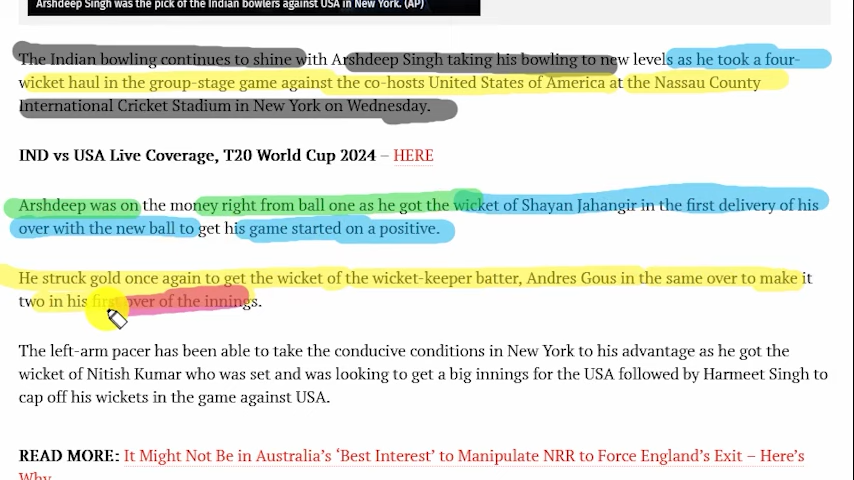 Arshdeep Singh was the pick of the Indian bowlers against USA in New York. (AP)
The Indian bowling continues to shine with Arshdeep Singh taking his bowling to new levels as he took a four-
wicket haul in the group-stage game against the co-hosts United States of America at the Nassau County
International Cricket Stadium in New York on Wednesday.
IND vs USA Live Coverage, T20 World Cup 2024 – HERE
Arshdeep was on the money right from ball one as he got the wicket of Shayan Jahangir in the first delivery of his
over with the new ball to get his game started on a positive.
He struck gold once again to get the wicket of the wicket-keeper batter, Andres Gous in the same over to make it
two in his first over of the innings.
The left-arm pacer has been able to take the conducive conditions in New York to his advantage as he got the
wicket of Nitish Kumar who was set and was looking to get a big innings for the USA followed by Harmeet Singh to
cap off his wickets in the game against USA.
READ MORE: It Might Not Be in Australia's ‘Best Interest’ to Manipulate NRR to Force England's Exit – Here's
Why